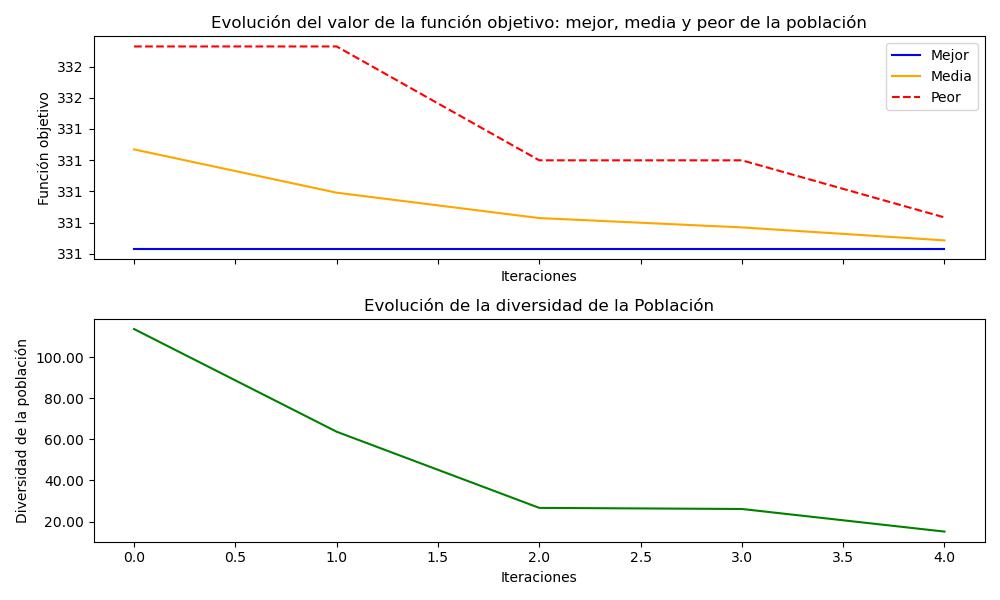 Evolución del valor de la función objetivo: mejor, media y peor de la población
Función objetivo
332
332
331
331
331
331
331
Mejor
Media
Peor
Iteraciones
Evolución de la diversidad de la Población
Diversidad de la población
100.00
80.00
60.00
40.00
20.00
0.0 0.5 1.0 1.5 2.0 2.5 3.0 3.5 4.0
Iteraciones